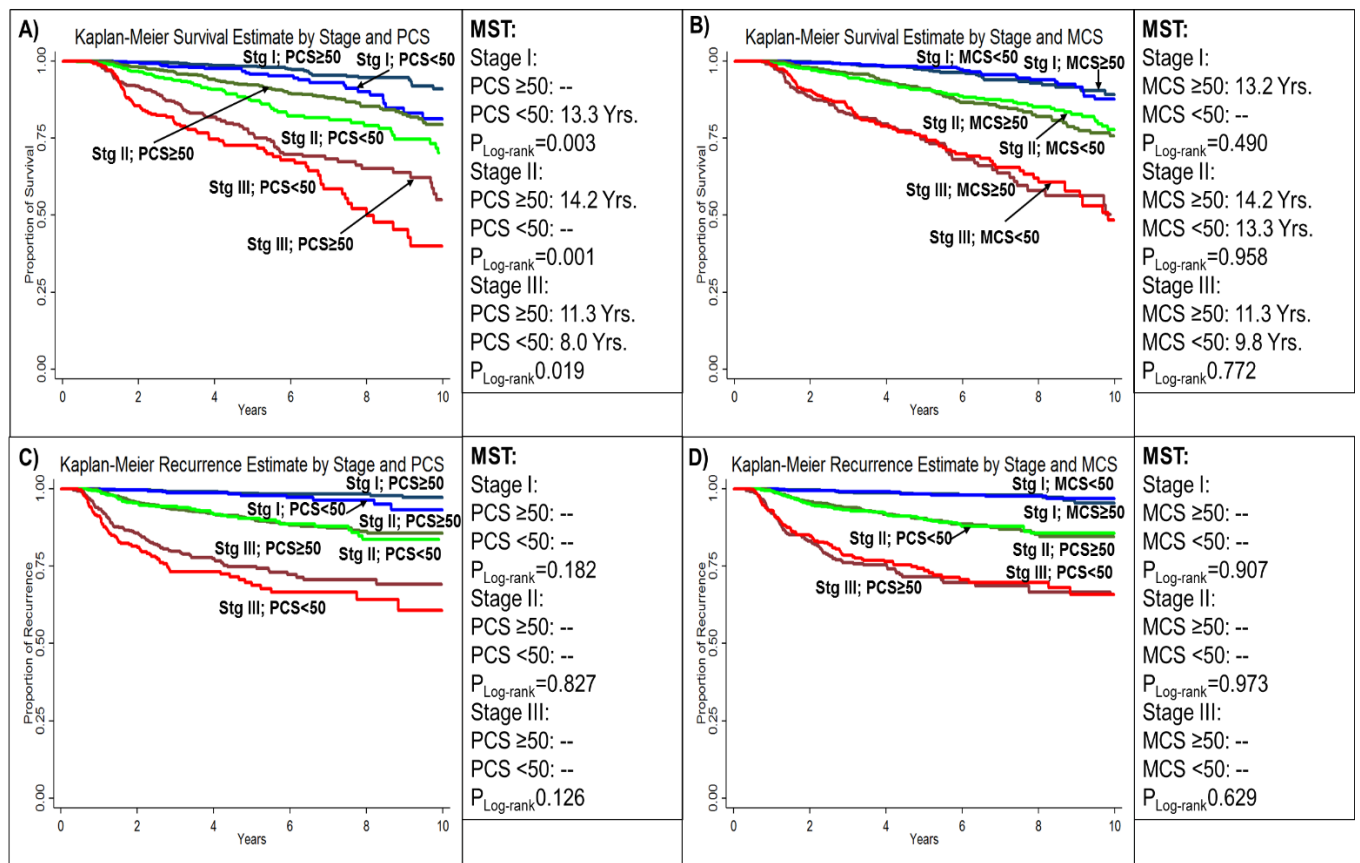 A)
Kaplan-Meier Survival Estimate by Stage and PCS
Stg I; PCS≥50
Stg I; PCS<50
Stg II; PCS<50
Stg II; PCS≥50
Stg III; PCS<50
Stg III; PCS≥50
Proportion of Survival
1.00
0.75
0.50
0.25
0.00
0 2 4 6 8 10
Years
MST:
Stage I:
PCS ≥50: --
PCS <50: 13.3 Yrs.
PLog-rank=0.003
Stage II:
PCS ≥50: 14.2 Yrs.
PCS <50: --
PLog-rank=0.001
Stage III:
PCS ≥50: 11.3 Yrs.
PCS <50: 8.0 Yrs.
PLog-rank0.019
B)
Kaplan-Meier Survival Estimate by Stage and MCS
Stg I; MCS<50
Stg I; MCS≥50
Stg II; MCS≥50
Stg II; MCS<50
Stg III; MCS≥50
Stg III; MCS<50
Proportion of Survival
1.00
0.75
0.50
0.25
0.00
0 2 4 6 8 10
Years
MST:
Stage I:
MCS ≥50: 13.2 Yrs.
MCS <50: --
PLog-rank=0.490
Stage II:
MCS ≥50: 14.2 Yrs.
MCS <50: 13.3 Yrs.
PLog-rank=0.958
Stage III:
MCS ≥50: 11.3 Yrs.
MCS <50: 9.8 Yrs.
PLog-rank0.772
C)
Kaplan-Meier Recurrence Estimate by Stage and PCS
Stg I; PCS≥50
Stg I; PCS<50
Stg II; PCS≥50
Stg III; PCS≥50
Stg II; PCS<50
Stg III; PCS<50
Proportion of Recurrence
1.00
0.75
0.50
0.25
0.00
0 2 4 6 8 10
Years
MST:
Stage I:
PCS ≥50: --
PCS <50: --
PLog-rank=0.182
Stage II:
PCS ≥50: --
PCS <50: --
PLog-rank=0.827
Stage III:
PCS ≥50: --
PCS <50: --
PLog-rank0.126
D)
Kaplan-Meier Recurrence Estimate by Stage and MCS
Stg I; MCS<50
Stg I; MCS≥50
Stg II; PCS<50
Stg II; PCS≥50
Stg III; PCS<50
Stg III; PCS≥50
Proportion of Recurrence
1.00
0.75
0.50
0.25
0.00
0 2 4 6 8 10
Years
MST:
Stage I:
MCS ≥50: --
MCS <50: --
PLog-rank=0.907
Stage II:
MCS ≥50: --
MCS <50: --
PLog-rank=0.973
Stage III:
MCS ≥50: --
MCS <50: --
PLog-rank0.629